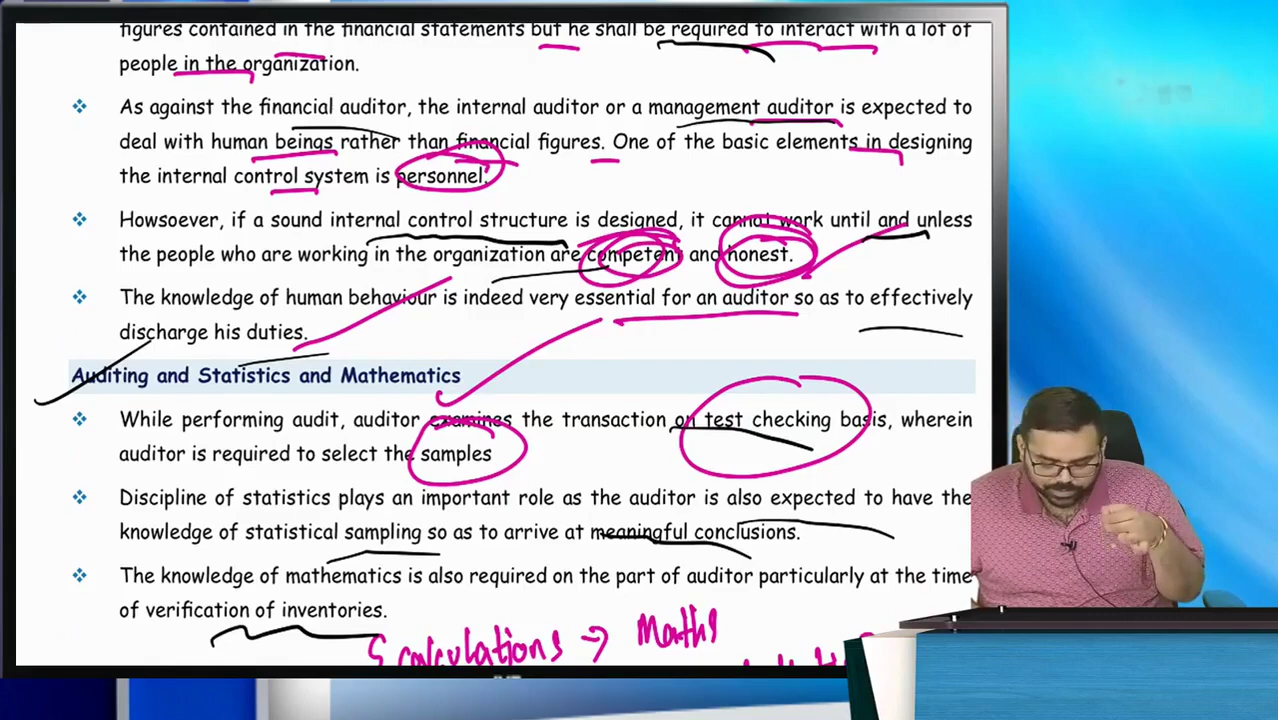 figures contained in the financial statements but he shall be required to interact with a lot of
people in the organization.
❖ As against the financial auditor, the internal auditor or a management auditor is expected to
deal with human beings rather than financial figures. One of the basic elements in designing
the internal control system is personnel.
❖ Howsoever, if a sound internal control structure is designed, it cannot work until and unless
the people who are working in the organization are competent and honest.
❖ The knowledge of human behaviour is indeed very essential for an auditor so as to effectively
discharge his duties.
Auditing and Statistics and Mathematics
❖ While performing audit, auditor examines the transaction on test checking basis, wherein
auditor is required to select the samples
❖ Discipline of statistics plays an important role as the auditor is also expected to have the
knowledge of statistical sampling so as to arrive at meaningful conclusions.
❖ The knowledge of mathematics is also required on the part of auditor particularly at the time
of verification of inventories.
calculations → Maths